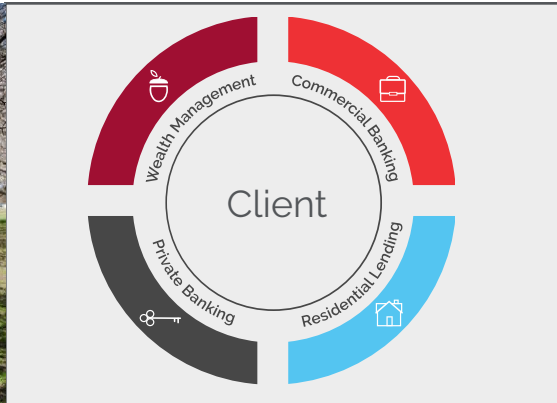 Wealth Management
Commercial Banking
Client
Private Banking
Residential Lending